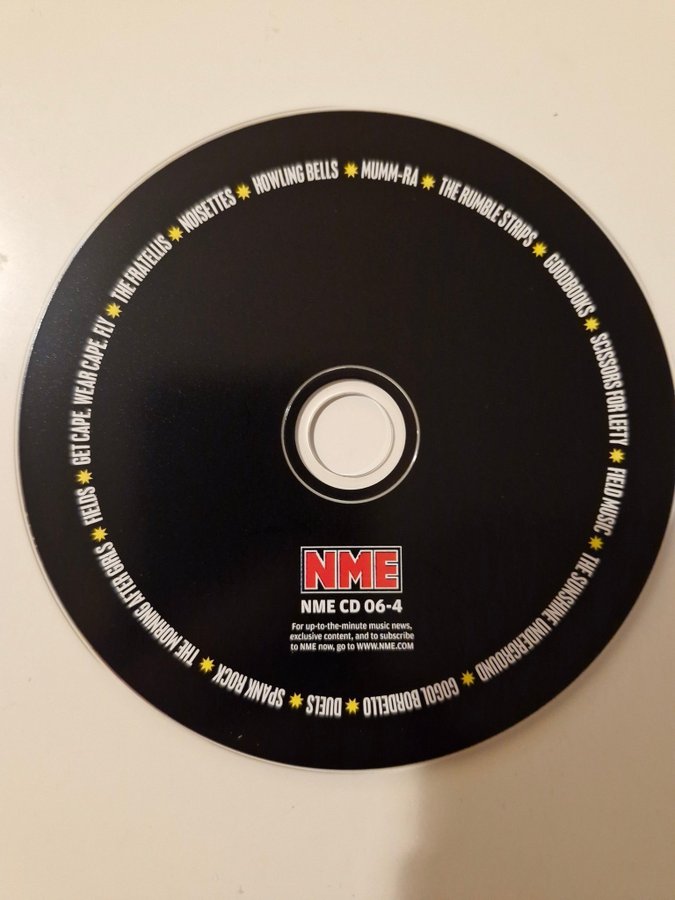 MUMM-RA ✸ THE RUMBLE STRIPS ✸ GOODBOOKS ✸ SCISSORS FOR LEFTY ✸ FIELD MUSIC ✸ THE SUNSHINE UNDERGROUND ✸ GOGOL BORDELLO ✸ DUELS ✸ SPANK ROCK ✸ THE MORNING AFTER GIRLS ✸ FIELDS ✸ GET CAPE. WEAR CAPE. FLY ✸ THE FRATELLIS ✸ NOISETTES ✸ HOWLING BELLS ✸
NME
NME CD 06-4
For up-to-the-minute music news,
exclusive content, and to subscribe
to NME now, go to WWW.NME.COM